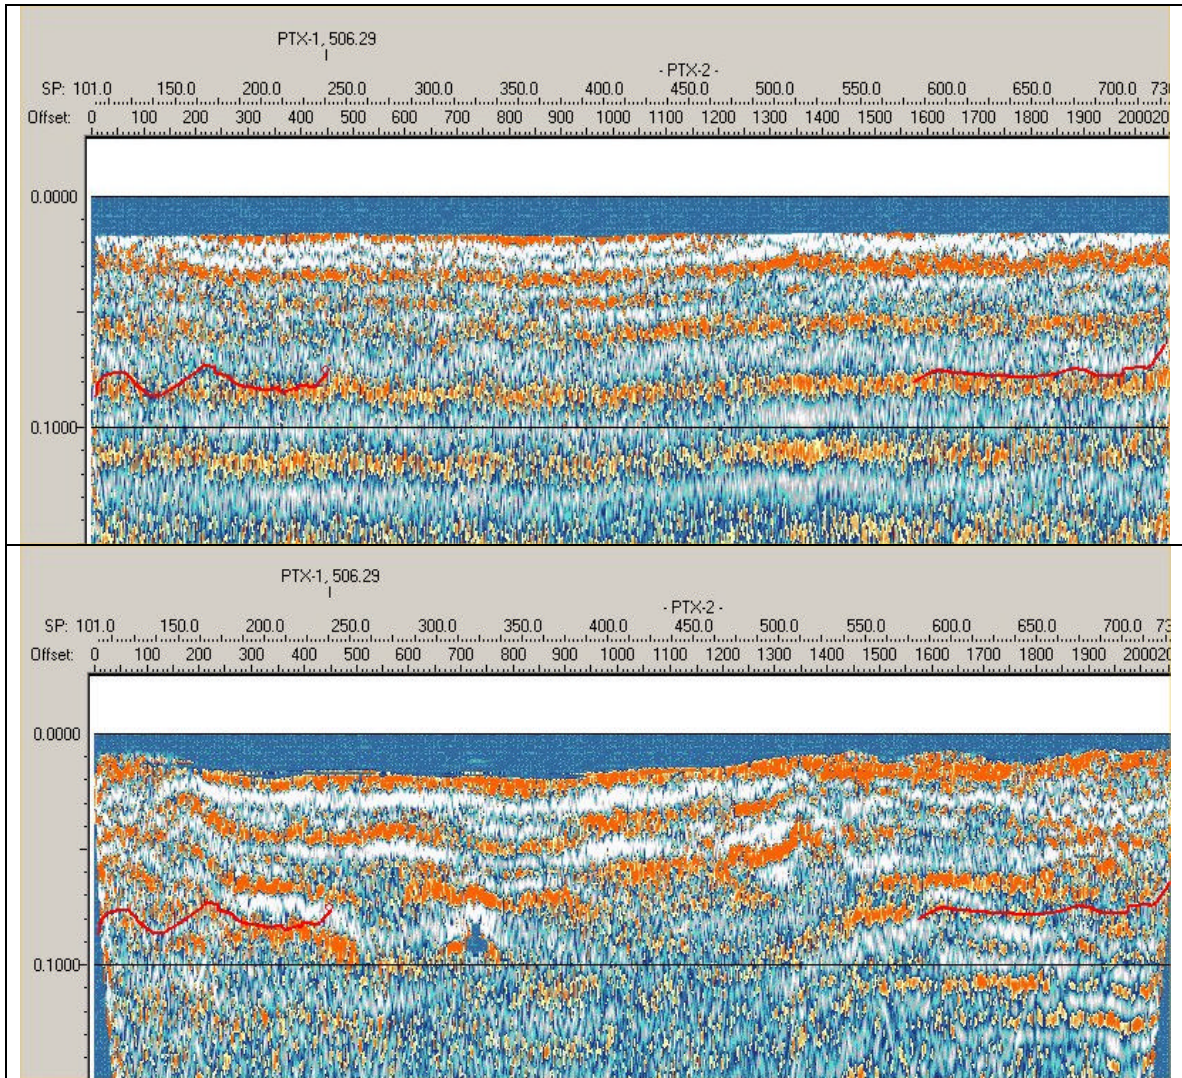 PTX-1, 506.29
- PTX-2 -
SP: 101.0 150.0 200.0 250.0 300.0 350.0 400.0 450.0 500.0 550.0 600.0 650.0 700.0 73
Offset: 0 100 200 300 400 500 600 700 800 900 1000 1100 1200 1300 1400 1500 1600 1700 1800 1900 200020
0.0000
0.1000
PTX-1, 506.29
- PTX-2 -
SP: 101.0 150.0 200.0 250.0 300.0 350.0 400.0 450.0 500.0 550.0 600.0 650.0 700.0 73
Offset: 0 100 200 300 400 500 600 700 800 900 1000 1100 1200 1300 1400 1500 1600 1700 1800 1900 200020
0.0000
0.1000